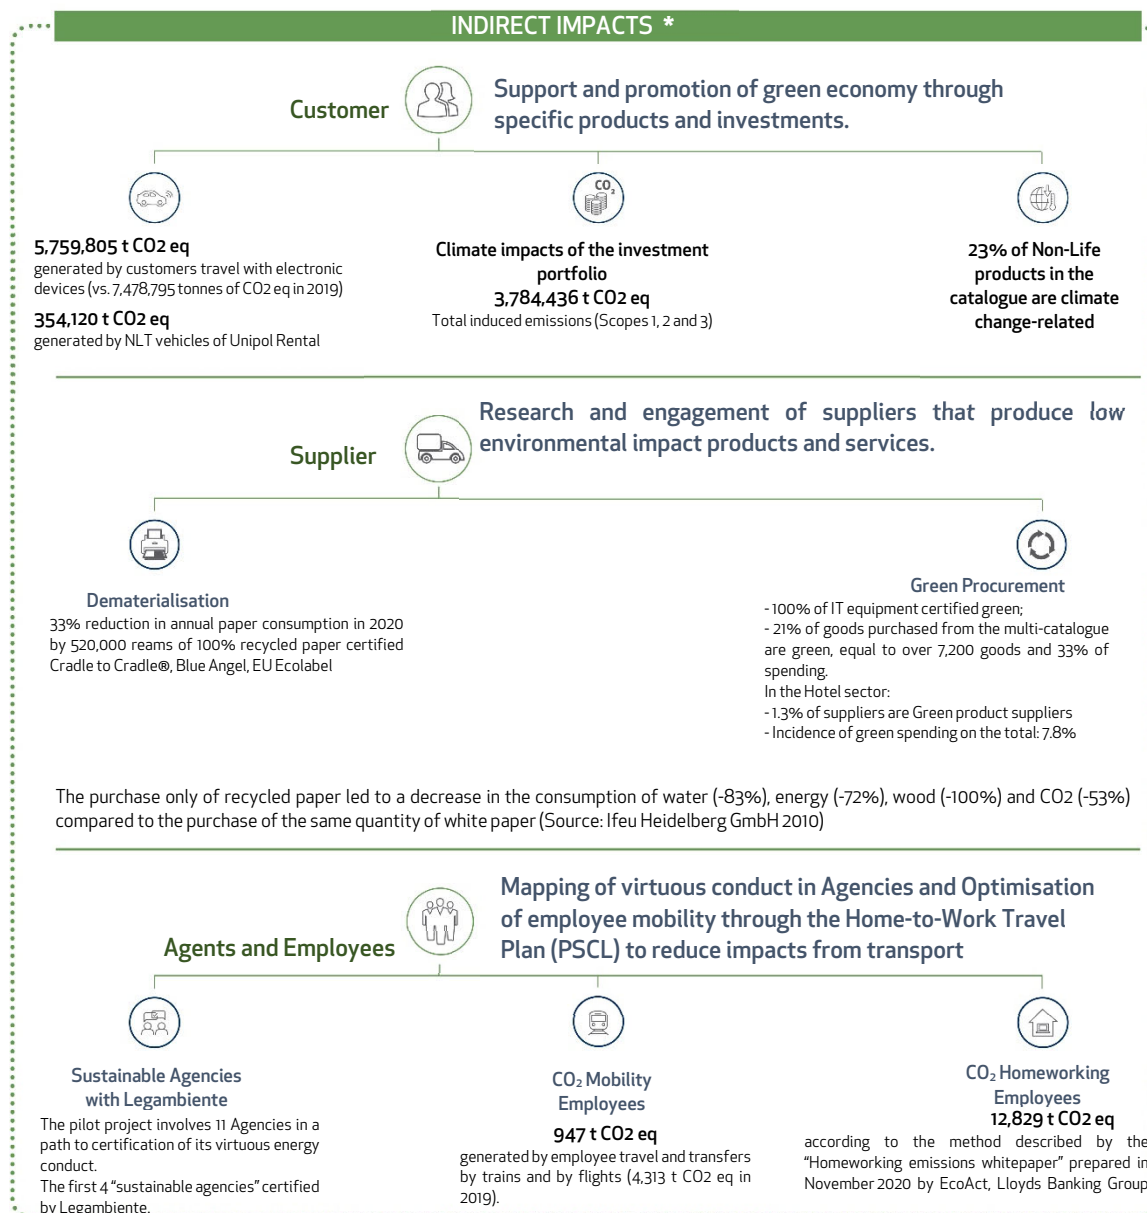 INDIRECT IMPACTS *
Customer
Support and promotion of green economy through
specific products and investments.
5,759,805 t CO2 eq
generated by customers travel with electronic
devices (vs. 7,478,795 tonnes of CO2 eq in 2019)
354,120 t CO2 eq
generated by NLT vehicles of Unipol Rental
CO2
Climate impacts of the investment
portfolio
3,784,436 t CO2 eq
Total induced emissions (Scopes 1, 2 and 3)
23% of Non-Life
products in the
catalogue are climate
change-related
Supplier
Research and engagement of suppliers that produce low
environmental impact products and services.
Dematerialisation
33% reduction in annual paper consumption in 2020
by 520,000 reams of 100% recycled paper certified
Cradle to Cradle®, Blue Angel, EU Ecolabel
Green Procurement
- 100% of IT equipment certified green;
- 21% of goods purchased from the multi-catalogue
are green, equal to over 7,200 goods and 33% of
spending.
In the Hotel sector:
- 1.3% of suppliers are Green product suppliers
- Incidence of green spending on the total: 7.8%
The purchase only of recycled paper led to a decrease in the consumption of water (-83%), energy (-72%), wood (-100%) and CO2 (-53%)
compared to the purchase of the same quantity of white paper (Source: Ifeu Heidelberg GmbH 2010)
Agents and Employees
Mapping of virtuous conduct in Agencies and Optimisation
of employee mobility through the Home-to-Work Travel
Plan (PSCL) to reduce impacts from transport
Sustainable Agencies
with Legambiente
The pilot project involves 11 Agencies in a
path to certification of its virtuous energy
conduct.
The first 4 “sustainable agencies” certified
by Legambiente.
CO₂ Mobility
Employees
947 t CO2 eq
generated by employee travel and transfers
by trains and by flights (4,313 t CO2 eq in
2019).
CO₂ Homeworking
Employees
12,829 t CO2 eq
according to the method described by the
“Homeworking emissions whitepaper” prepared in
November 2020 by EcoAct, Lloyds Banking Group